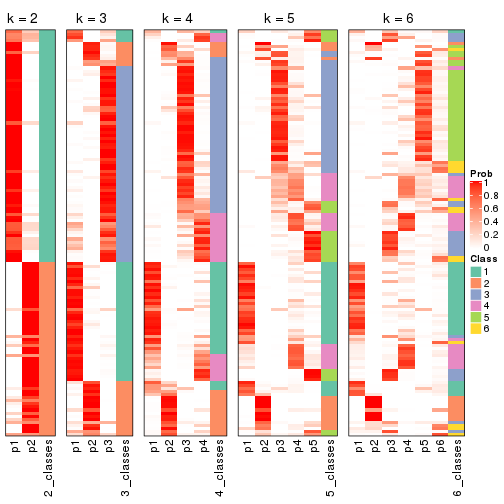 k = 2
k = 3
k = 4
k = 5
k = 6
Prob
1
0.8
0.6
0.4
0.2
0
Class
1
2
3
4
5
6
p1
p2
2_classes
p1
p2
p3
3_classes
p1
p2
p3
p4
4_classes
p1
p2
p3
p4
p5
5_classes
p1
p2
p3
p4
p5
p6
6_classes